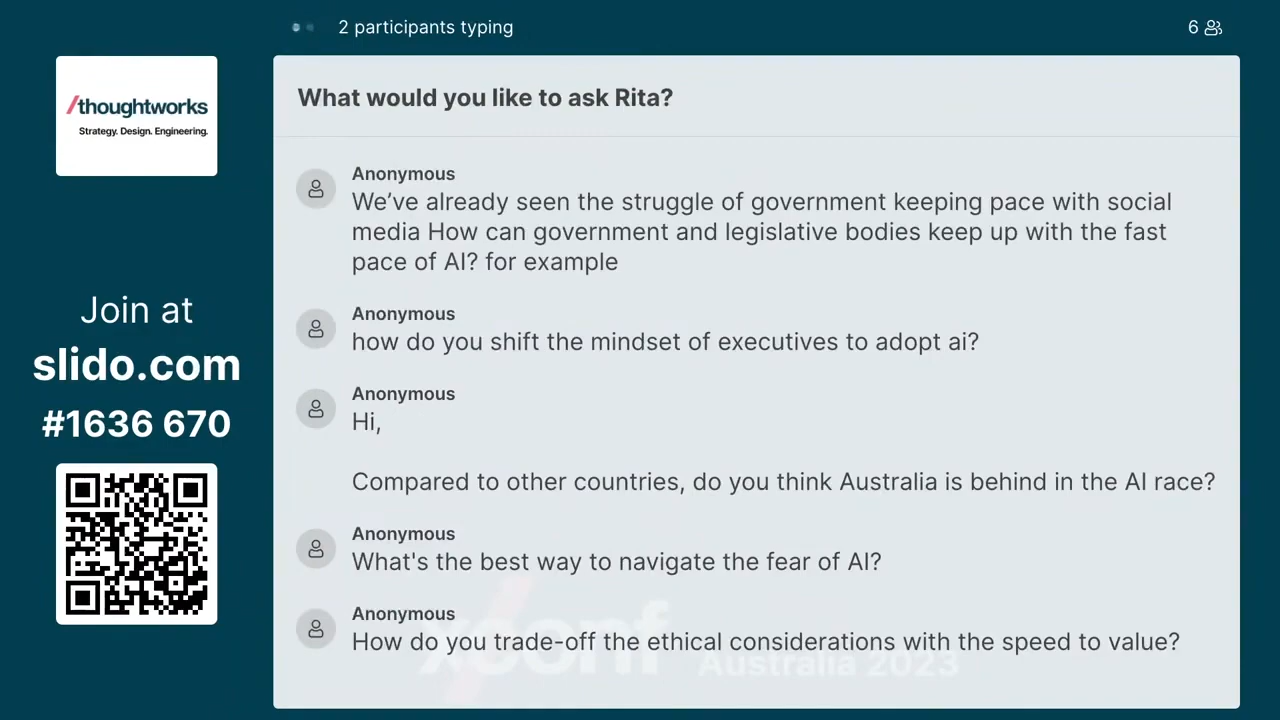 2 participants typing
6
/thoughtworks
Strategy. Design. Engineering.
Join at
slido.com
#1636 670
What would you like to ask Rita?
Anonymous
We’ve already seen the struggle of government keeping pace with social
media How can government and legislative bodies keep up with the fast
pace of AI? for example
Anonymous
how do you shift the mindset of executives to adopt ai?
Anonymous
Hi,
Compared to other countries, do you think Australia is behind in the AI race?
Anonymous
What's the best way to navigate the fear of AI?
Anonymous
How do you trade-off the ethical considerations with the speed to value?
xconf
Australia 2023